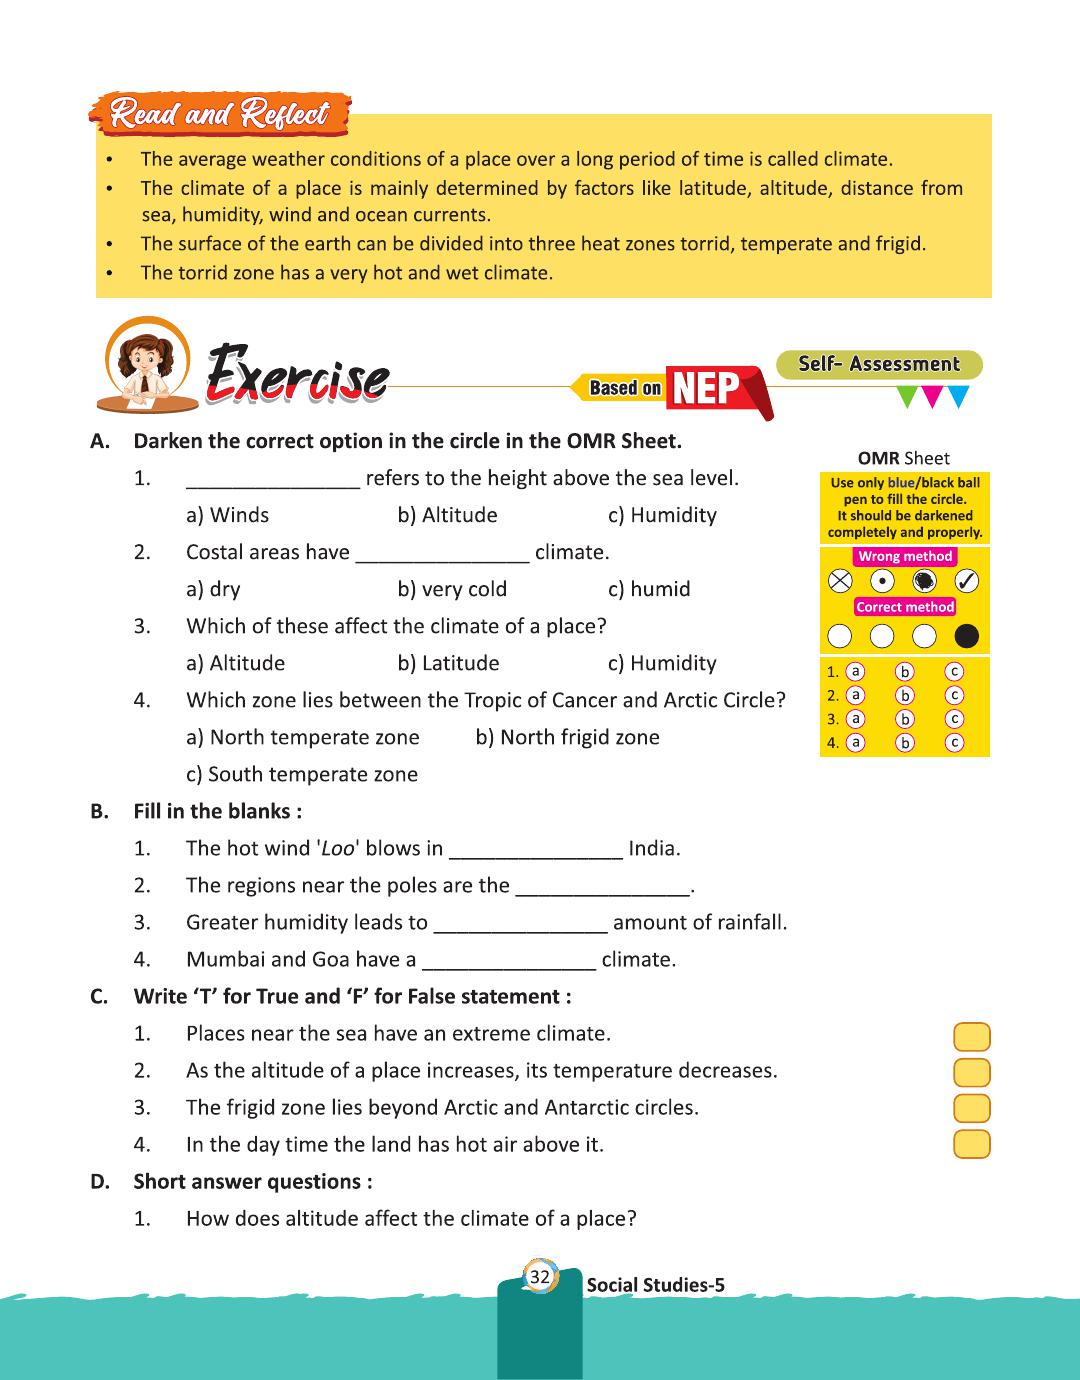 Read and Reflect
• The average weather conditions of a place over a long period of time is called climate.
• The climate of a place is mainly determined by factors like latitude, altitude, distance from
sea, humidity, wind and ocean currents.
• The surface of the earth can be divided into three heat zones torrid, temperate and frigid.
• The torrid zone has a very hot and wet climate.
Exercise
Based on NEP
Self- Assessment
A. Darken the correct option in the circle in the OMR Sheet.
1. ________________ refers to the height above the sea level.
a) Winds b) Altitude c) Humidity
2. Costal areas have ________________ climate.
a) dry b) very cold c) humid
3. Which of these affect the climate of a place?
a) Altitude b) Latitude c) Humidity
4. Which zone lies between the Tropic of Cancer and Arctic Circle?
a) North temperate zone b) North frigid zone
c) South temperate zone
OMR Sheet
Use only blue/black ball
pen to fill the circle.
It should be darkened
completely and properly.
Wrong method
Correct method
1. a b c
2. a b c
3. a b c
4. a b c
B. Fill in the blanks :
1. The hot wind 'Loo' blows in ________________ India.
2. The regions near the poles are the ________________.
3. Greater humidity leads to ________________ amount of rainfall.
4. Mumbai and Goa have a ________________ climate.
C. Write ‘T’ for True and ‘F’ for False statement :
1. Places near the sea have an extreme climate.
2. As the altitude of a place increases, its temperature decreases.
3. The frigid zone lies beyond Arctic and Antarctic circles.
4. In the day time the land has hot air above it.
D. Short answer questions :
1. How does altitude affect the climate of a place?
32
Social Studies-5